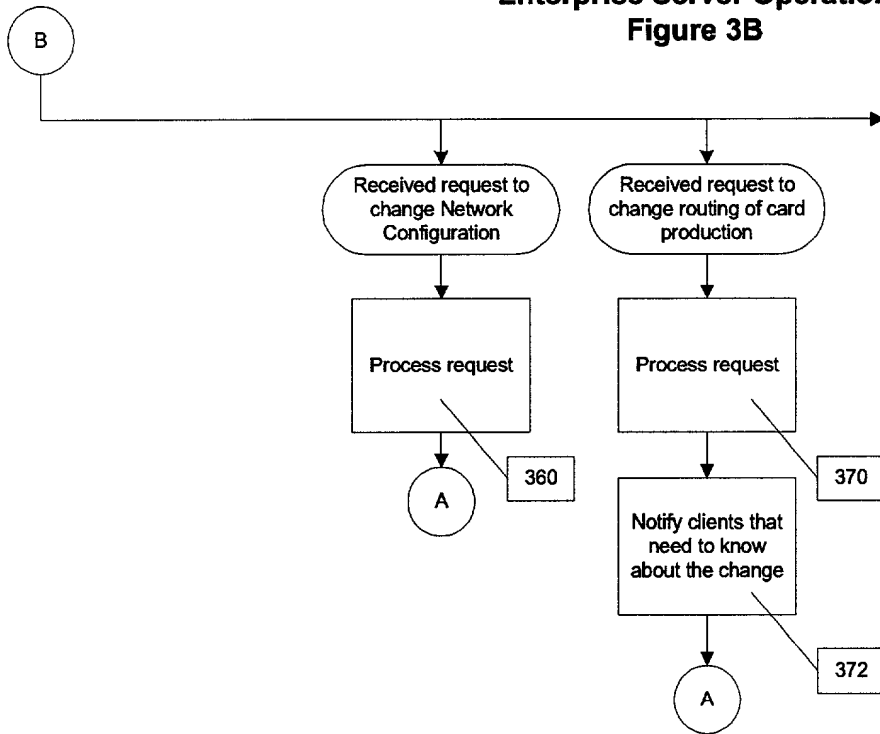 Figure 3B
B
Received request to
change Network
Configuration
Received request to
change routing of card
production
Process request
Process request
360
370
A
Notify clients that
need to know
about the change
372
A